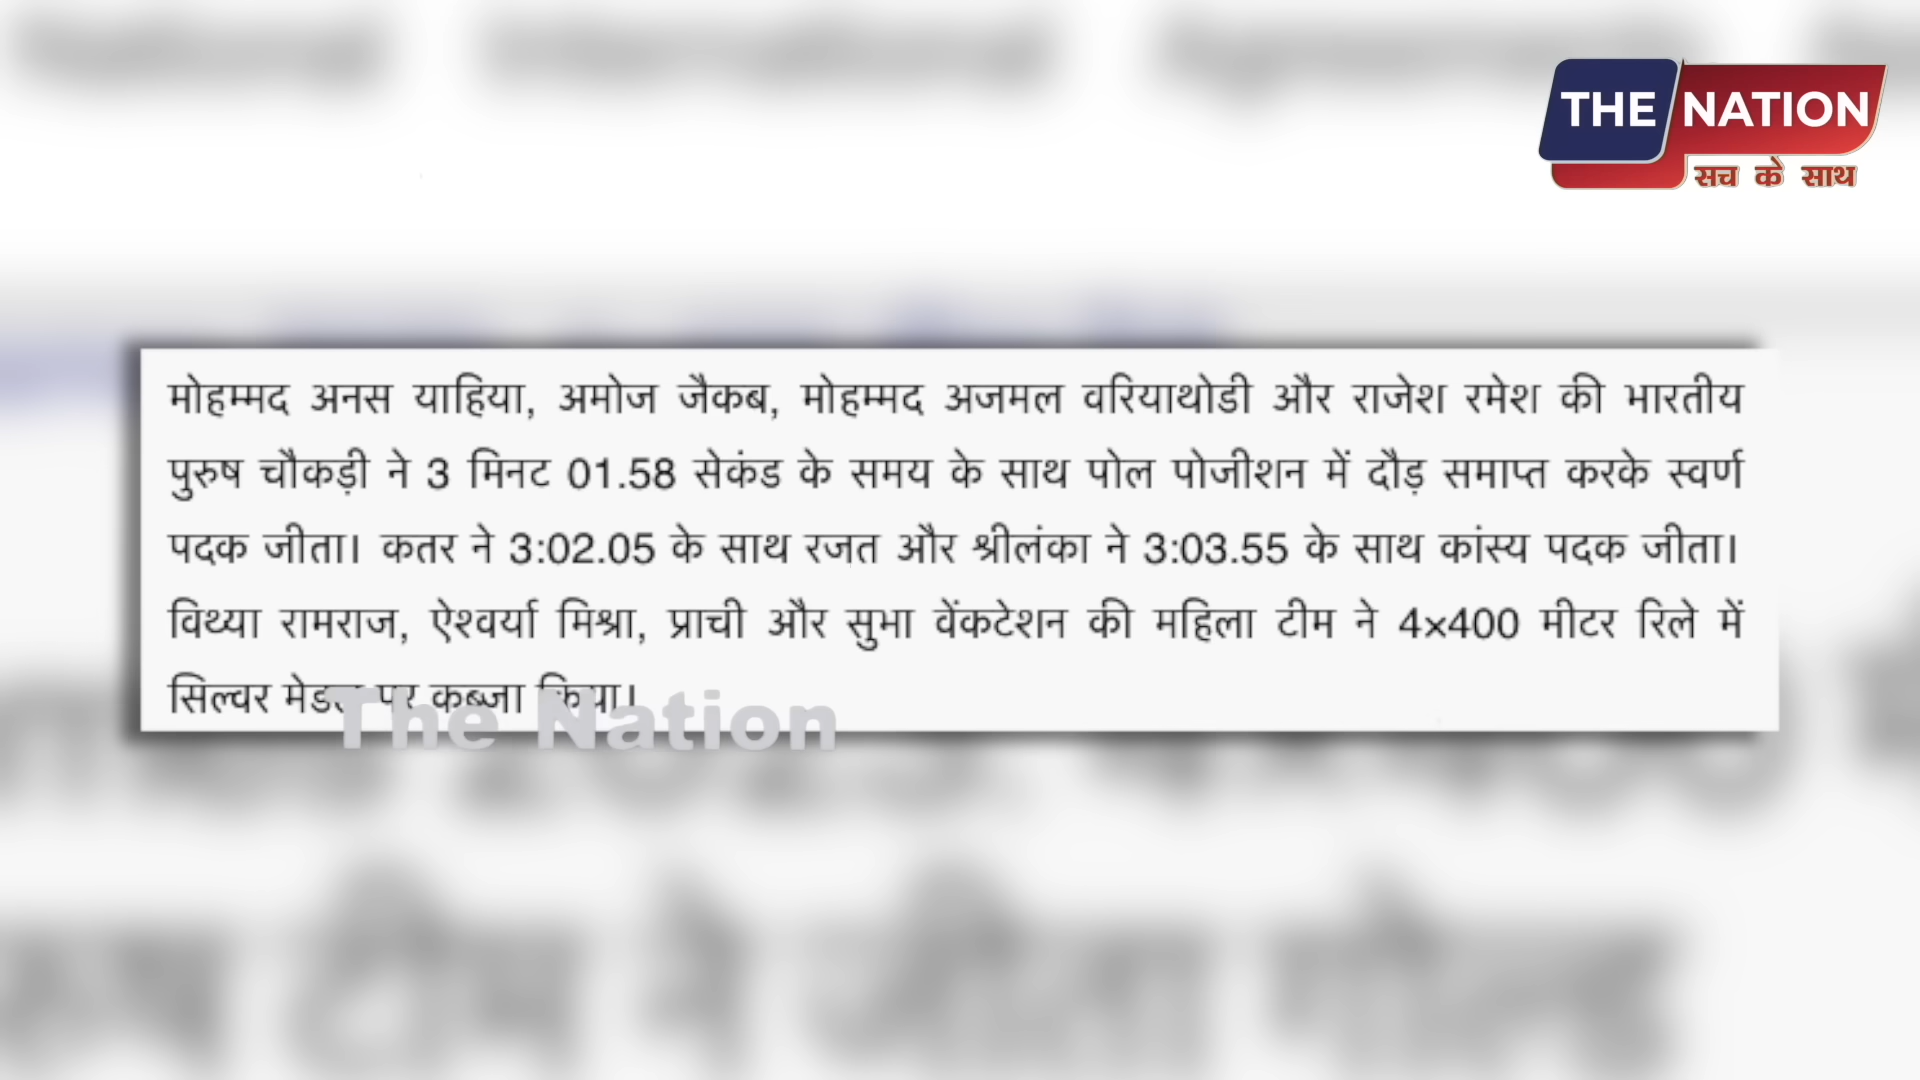 THE NATION
सच के साथ
मोहम्मद अनस याहिया, अमोज जैकब, मोहम्मद अजमल वरियाथोडी और राजेश रमेश की भारतीय
पुरुष चौकड़ी ने 3 मिनट 01.58 सेकंड के समय के साथ पोल पोजीशन में दौड़ समाप्त करके स्वर्ण
पदक जीता। कतर ने 3:02.05 के साथ रजत और श्रीलंका ने 3:03.55 के साथ कांस्य पदक जीता।
विथ्या रामराज, ऐश्वर्या मिश्रा, प्राची और सुभा वेंकटेशन की महिला टीम ने 4×400 मीटर रिले में
सिल्वर मेडल पर कब्जा किया।
The Nation